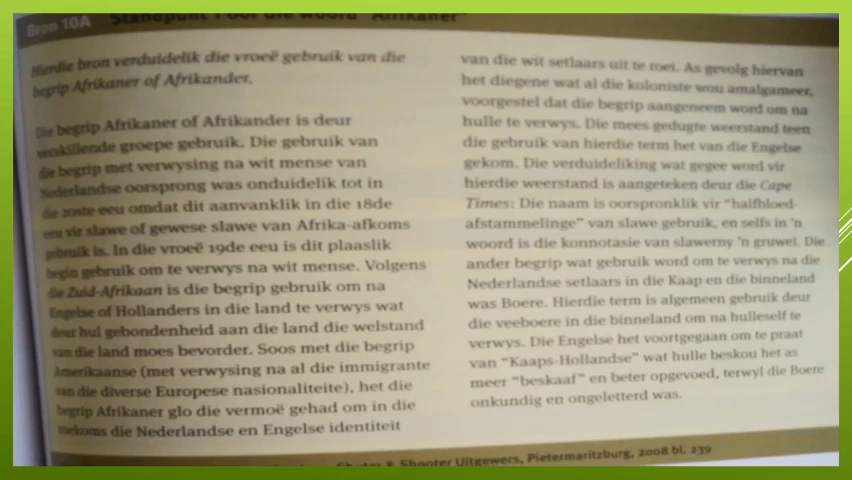 Bron 10A Standpunt 1 oor die woord "Afrikaner"
Hierdie bron verduidelik die vroeë gebruik van die
begrip Afrikaner of Afrikander.
Die begrip Afrikaner of Afrikander is deur
verskillende groepe gebruik. Die gebruik van
die begrip met verwysing na wit mense van
Nederlandse oorsprong was onduidelik tot in
die 20ste eeu omdat dit aanvanklik in die 18de
eeu vir slawe of gewese slawe van Afrika-afkoms
gebruik is. In die vroeë 19de eeu is dit plaaslik
begin gebruik om te verwys na wit mense. Volgens
die Zuid-Afrikaan is die begrip gebruik om na
Engelse of Hollanders in die land te verwys wat
deur hul gebondenheid aan die land die welstand
van die land moes bevorder. Soos met die begrip
Amerikaanse (met verwysing na al die immigrante
van die diverse Europese nasionaliteite), het die
begrip Afrikaner glo die vermoë gehad om in die
toekoms die Nederlandse en Engelse identiteit
van die wit setlaars uit te roei. As gevolg hiervan
het diegene wat al die koloniste wou amalgameer,
voorgestel dat die begrip aangeneem word om na
hulle te verwys. Die mees gedugte weerstand teen
die gebruik van hierdie term het van die Engelse
gekom. Die verduideliking wat gegee word vir
hierdie weerstand is aangeteken deur die Cape
Times: Die naam is oorspronklik vir "halfbloed-
afstammelinge" van slawe gebruik, en selfs in 'n
woord is die konnotasie van slawerny 'n gruwel. Die
ander begrip wat gebruik word om te verwys na die
Nederlandse setlaars in die Kaap en die binneland
was Boere. Hierdie term is algemeen gebruik deur
die veeboere in die binneland om na hulleself te
verwys. Die Engelse het voortgegaan om te praat
van "Kaaps-Hollandse" wat hulle beskou het as
meer "beskaaf" en beter opgevoed, terwyl die Boere
onkundig en ongeletterd was.
Shuter & Shooter Uitgewers, Pietermaritzburg, 2008 bl. 239